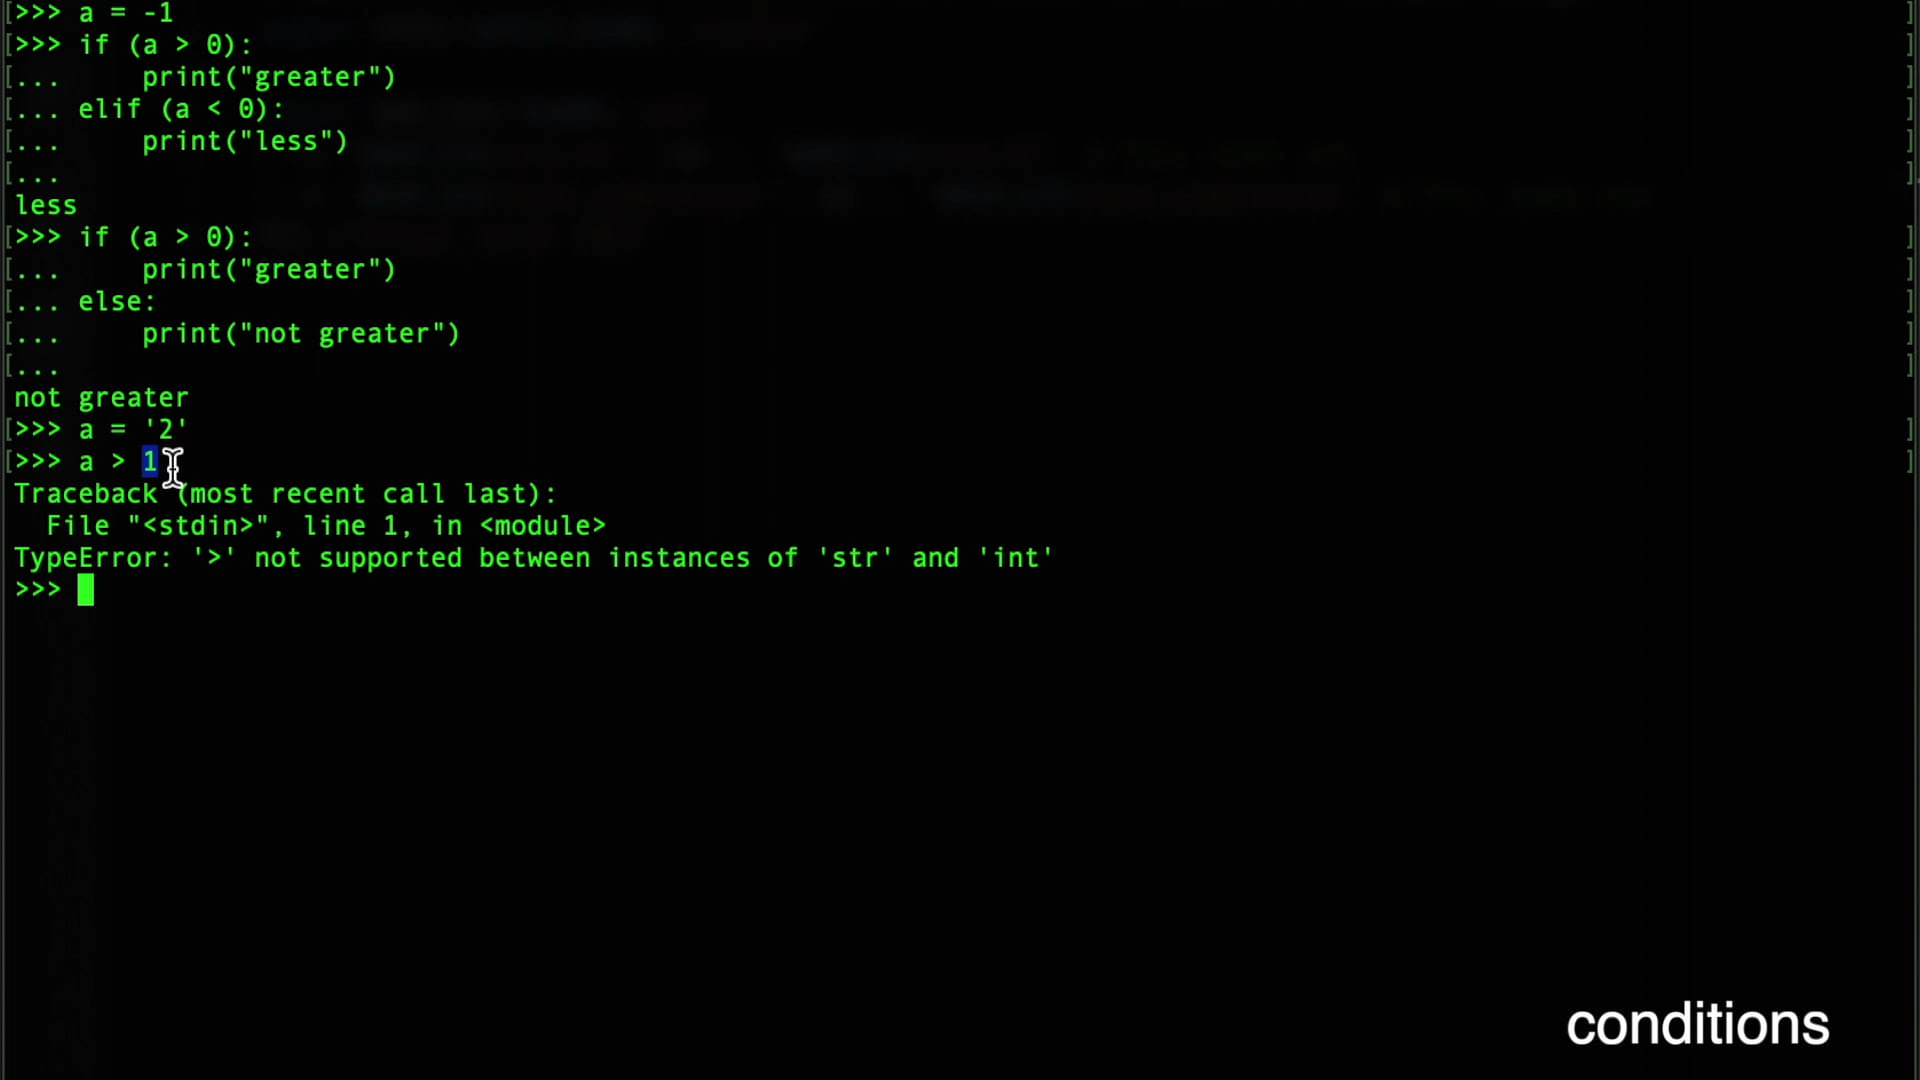 [>>> a = -1 ]
[>>> if (a > 0): ]
[...     print("greater") ]
[... elif (a < 0): ]
[...     print("less") ]
[... ]
less
[>>> if (a > 0): ]
[...     print("greater") ]
[... else: ]
[...     print("not greater") ]
[... ]
not greater
[>>> a = '2' ]
[>>> a > 1 ]
Traceback (most recent call last):
  File "<stdin>", line 1, in <module>
TypeError: '>' not supported between instances of 'str' and 'int'
>>>
conditions